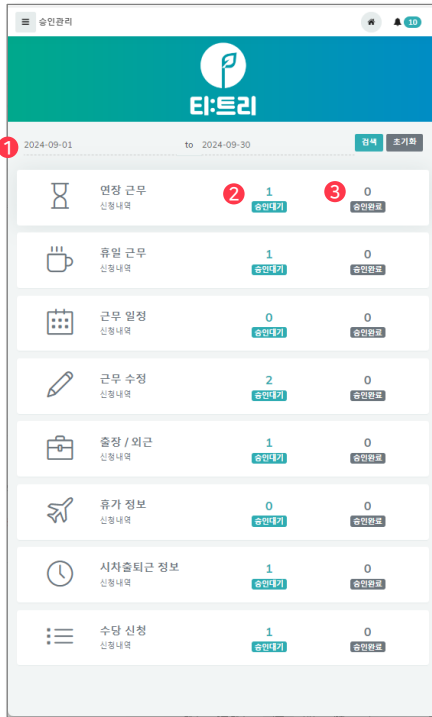 승인관리
10
티:트리
1
2024-09-01 to 2024-09-30 검색 초기화
연장 근무 2 1 3 0
신청내역 승인대기 승인완료
휴일 근무 1 0
신청내역 승인대기 승인완료
근무 일정 0 0
신청내역 승인대기 승인완료
근무 수정 2 0
신청내역 승인대기 승인완료
출장 / 외근 1 0
신청내역 승인대기 승인완료
휴가 정보 0 0
신청내역 승인대기 승인완료
시차출퇴근 정보 1 0
신청내역 승인대기 승인완료
수당 신청 1 0
신청내역 승인대기 승인완료